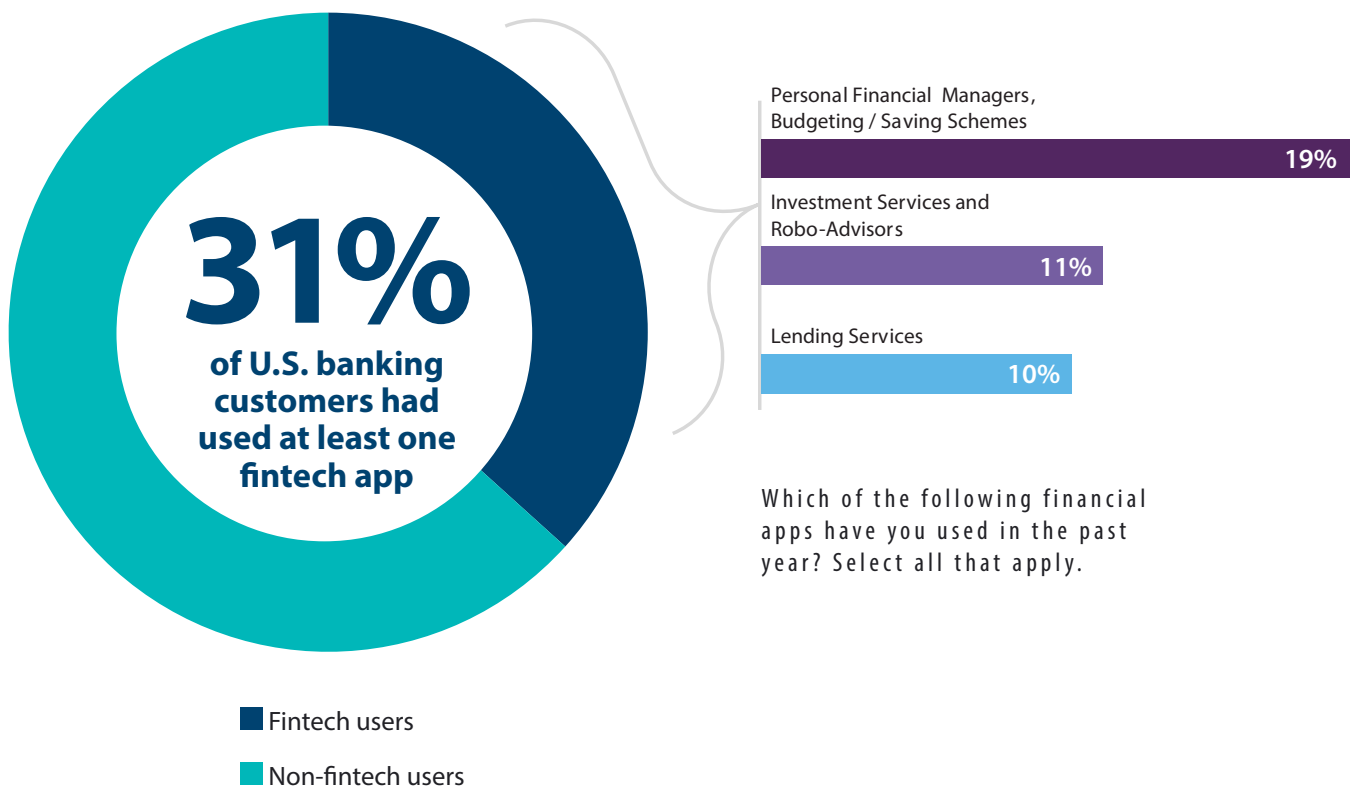 31%
of U.S. banking
customers had
used at least one
fintech app
Fintech users
Non-fintech users
Personal Financial Managers,
Budgeting / Saving Schemes
19%
Investment Services and
Robo-Advisors
11%
Lending Services
10%
Which of the following financial
apps have you used in the past
year? Select all that apply.